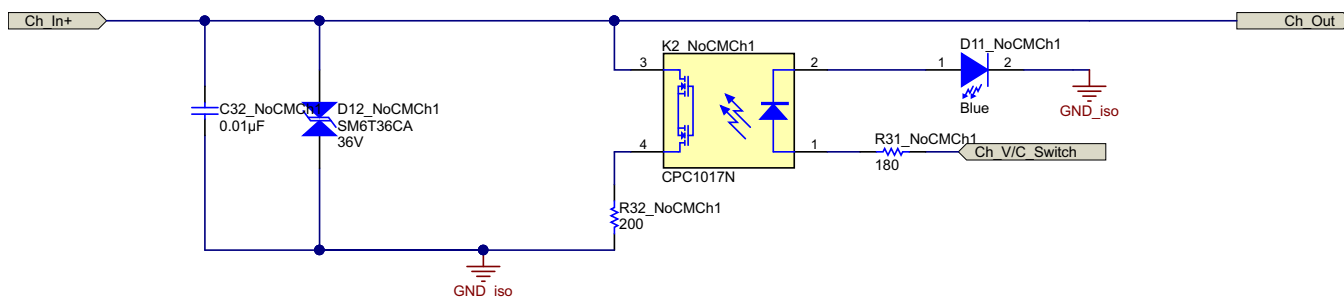 Ch_In+
Ch_Out
K2_NoCMCh1
D11_NoCMCh1
3
2
1
2
Blue
GND_iso
C32_NoCMCh1
0.01µF
D12_NoCMCh1
SM6T36CA
36V
4
1
R31_NoCMCh1
180
Ch_V/C_Switch
CPC1017N
R32_NoCMCh1
200
GND_iso